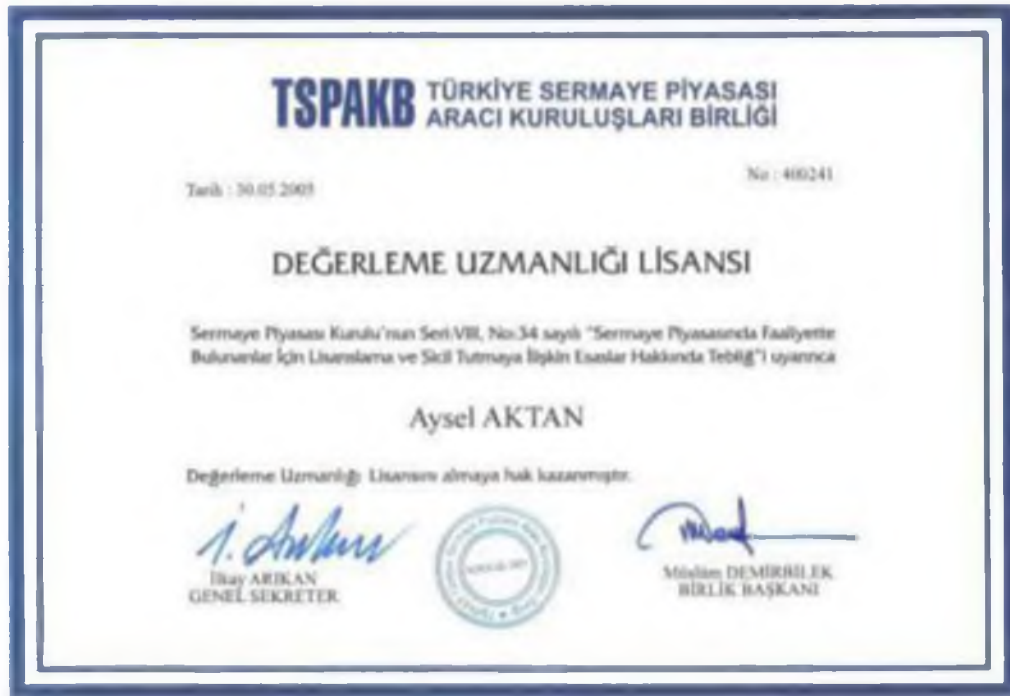 TSPAKB TÜRKİYE SERMAYE PİYASASI
ARACI KURULUŞLARI BİRLİĞİ
No : 400241
Tarih : 30.05.2005
DEĞERLEME UZMANLIĞI LİSANSI
Sermaye Piyasası Kurulu'nun Seri:VIII, No:34 sayılı "Sermaye Piyasasında Faaliyette
Bulunanlar İçin Lisanslama ve Sicil Tutmaya İlişkin Esaslar Hakkında Tebliğ"i uyarınca
Aysel AKTAN
Değerleme Uzmanlığı Lisansını almaya hak kazanmıştır.
İlkay ARIKAN
GENEL SEKRETER
Müslüm DEMİRBİLEK
BİRLİK BAŞKANI